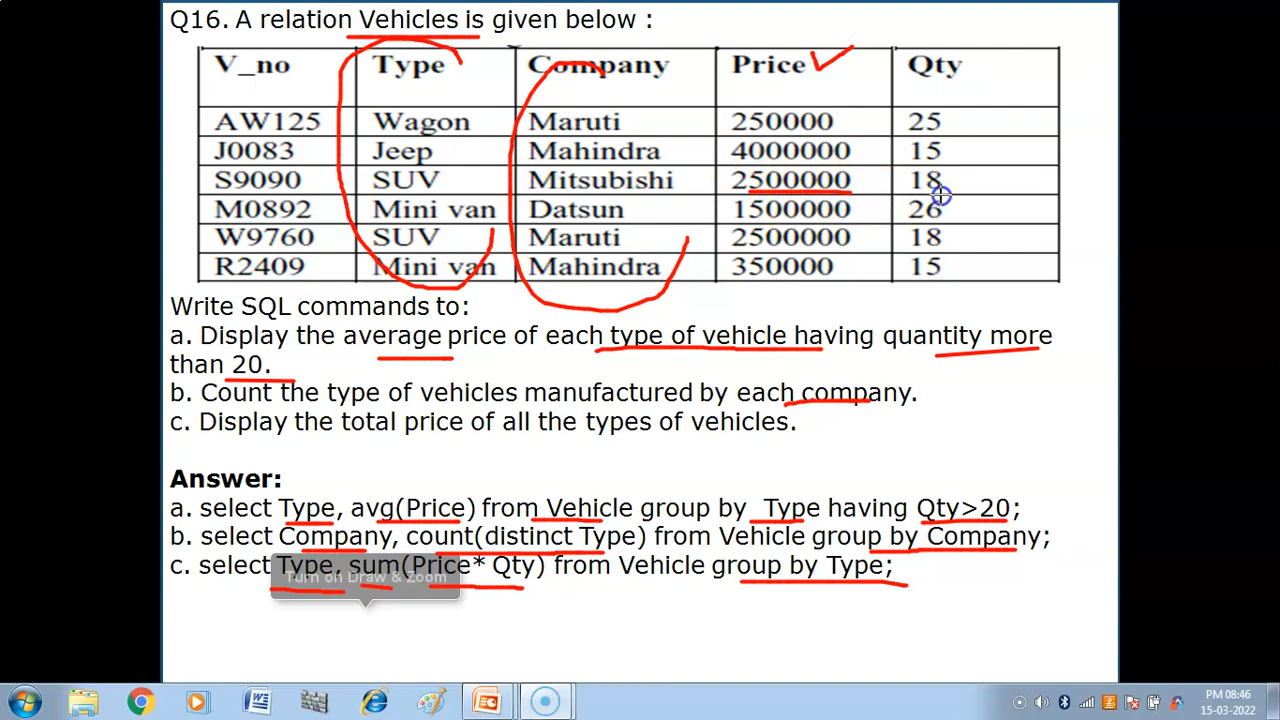 Q16. A relation Vehicles is given below :
V_no Type Company Price Qty
AW125 Wagon Maruti 250000 25
J0083 Jeep Mahindra 4000000 15
S9090 SUV Mitsubishi 2500000 18
M0892 Mini van Datsun 1500000 26
W9760 SUV Maruti 2500000 18
R2409 Mini van Mahindra 350000 15
Write SQL commands to:
a. Display the average price of each type of vehicle having quantity more
than 20.
b. Count the type of vehicles manufactured by each company.
c. Display the total price of all the types of vehicles.
Answer:
a. select Type, avg(Price) from Vehicle group by Type having Qty>20;
b. select Company, count(distinct Type) from Vehicle group by Company;
c. select Type, sum(Price* Qty) from Vehicle group by Type;
Turn on Draw & Zoom
PM 08:46
15-03-2022